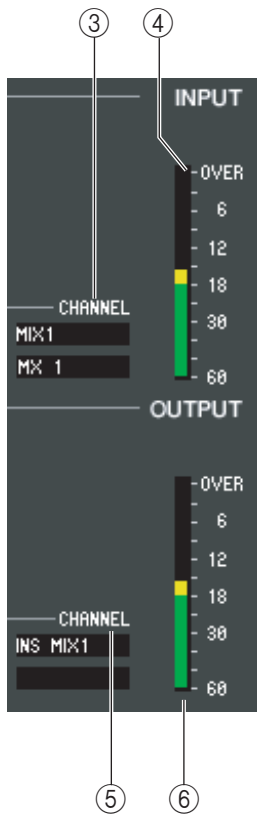 ③ ④
INPUT
OVER
6
12
18
30
60
CHANNEL
MIX1
MX 1
OUTPUT
OVER
6
12
18
30
60
CHANNEL
INS MIX1
⑤ ⑥